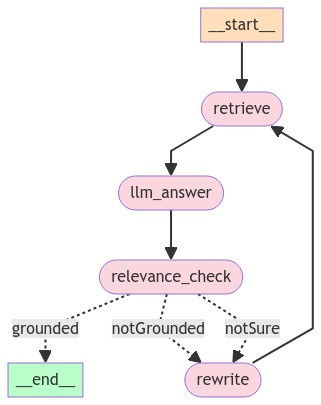 __start__
retrieve
llm_answer
relevance_check
grounded
notGrounded
notSure
__end__
rewrite